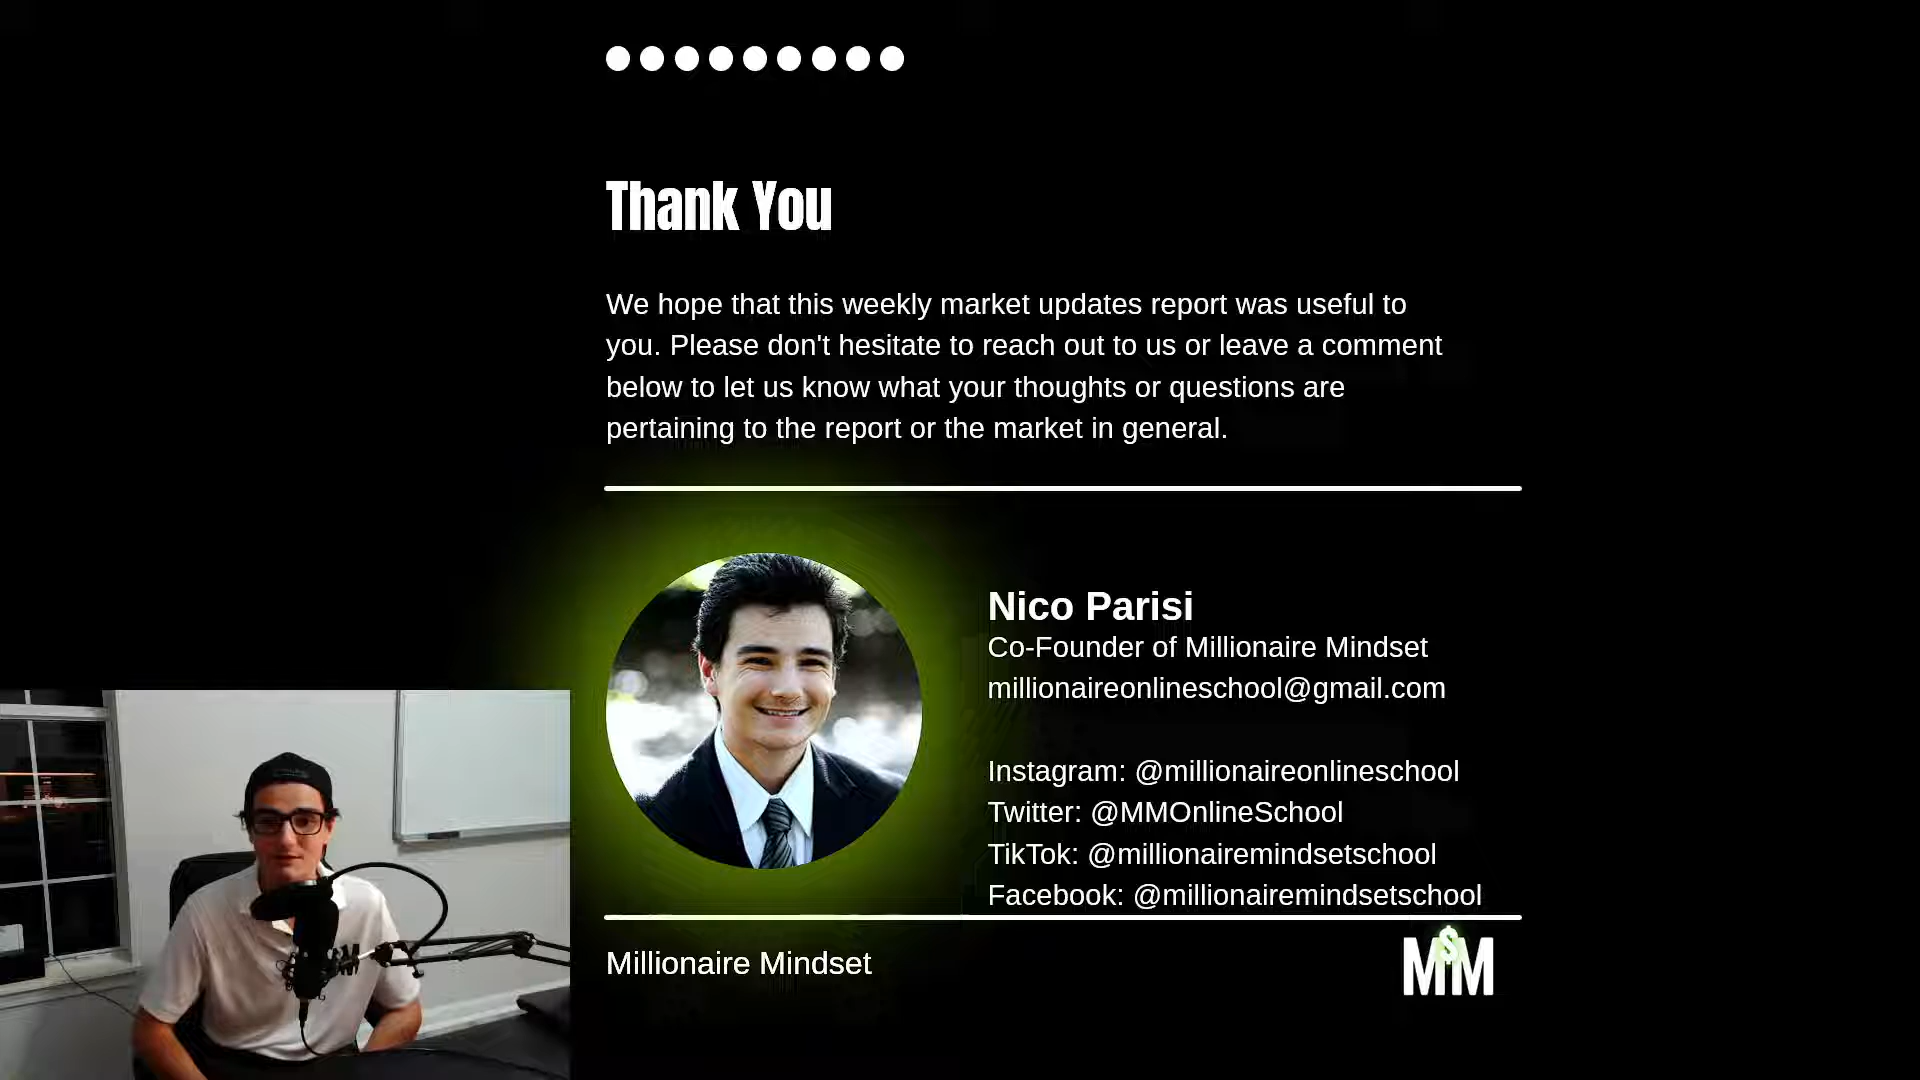 Thank You
We hope that this weekly market updates report was useful to
you. Please don't hesitate to reach out to us or leave a comment
below to let us know what your thoughts or questions are
pertaining to the report or the market in general.
Nico Parisi
Co-Founder of Millionaire Mindset
millionaireonlineschool@gmail.com
Instagram: @millionaireonlineschool
Twitter: @MMOnlineSchool
TikTok: @millionairemindsetschool
Facebook: @millionairemindsetschool
Millionaire Mindset
M$M